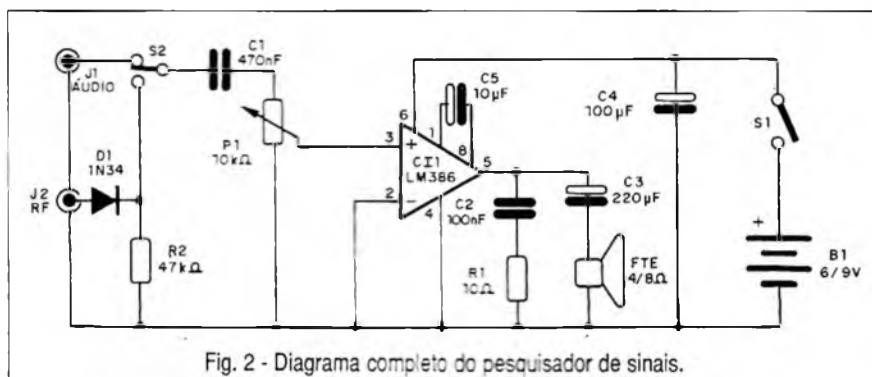 J1
ÁUDIO
S2
C1
470nF
P1
10kΩ
D1
1N34
J2
RF
R2
47kΩ
6
1
C5
10µF
8
3
+
CI1
LM386
2
-
4
5
C2
100nF
R1
10Ω
C3
220µF
FTE
4/8Ω
C4
100µF
S1
+
B1
6/9V
Fig. 2 - Diagrama completo do pesquisador de sinais.